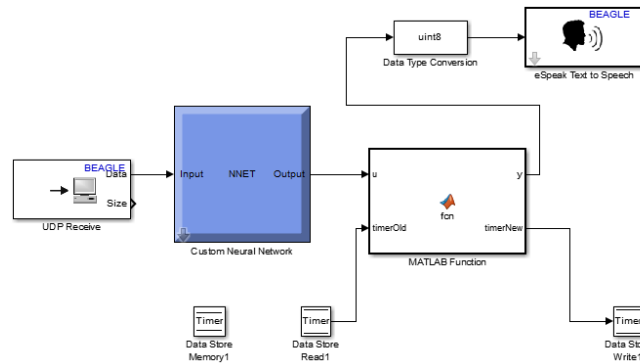 BEAGLE
uint8
Data Type Conversion
eSpeak Text to Speech
BEAGLE
Data
Size
UDP Receive
Input NNET Output
Custom Neural Network
u
y
fcn
timerOld
timerNew
MATLAB Function
Timer
Data Store
Memory1
Timer
Data Store
Read1
Timer
Data Sto
Write1